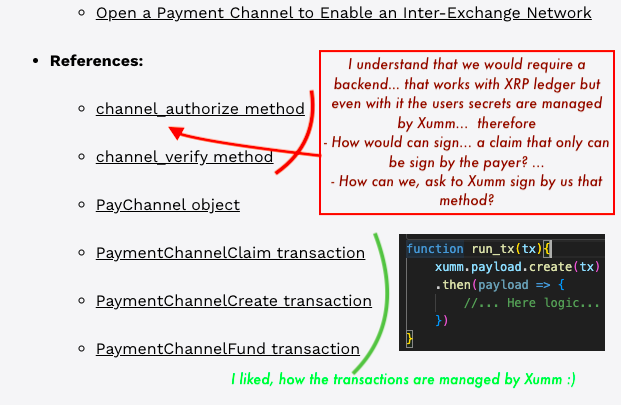 Open a Payment Channel to Enable an Inter-Exchange Network
References:
channel_authorize method
channel_verify method
PayChannel object
PaymentChannelClaim transaction
PaymentChannelCreate transaction
PaymentChannelFund transaction
I understand that we would require a
backend... that works with XRP ledger but
even with it the users secrets are managed
by Xumm... therefore
- How would can sign... a claim that only can
be sign by the payer? ...
- How can we, ask to Xumm sign by us that
method?
function run_tx(tx){
xumm.payload.create(tx)
.then(payload => {
//... Here logic...
})
}
I liked, how the transactions are managed by Xumm :)